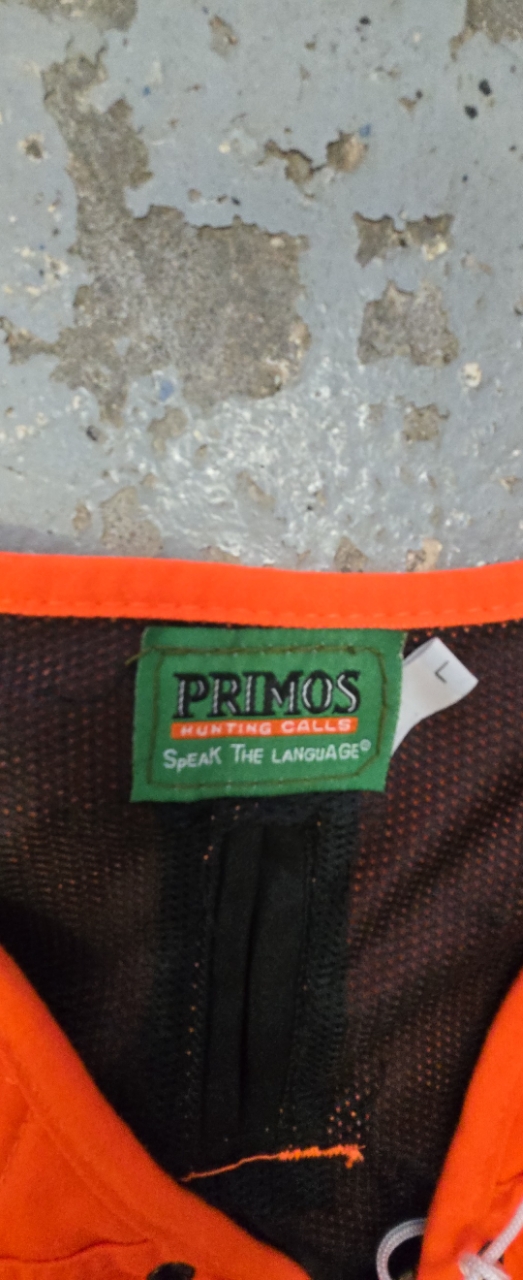 PRIMOS
HUNTING CALLS
SpEAK THE LANGUAGE®
L